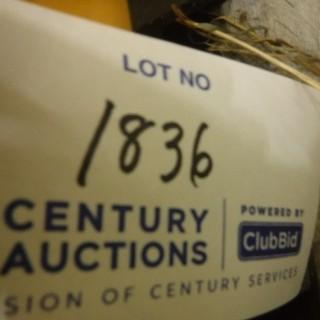 LOT NO
1836
CENTURY
AUCTIONS
POWERED BY
ClubBid
SION OF CENTURY SERVICES